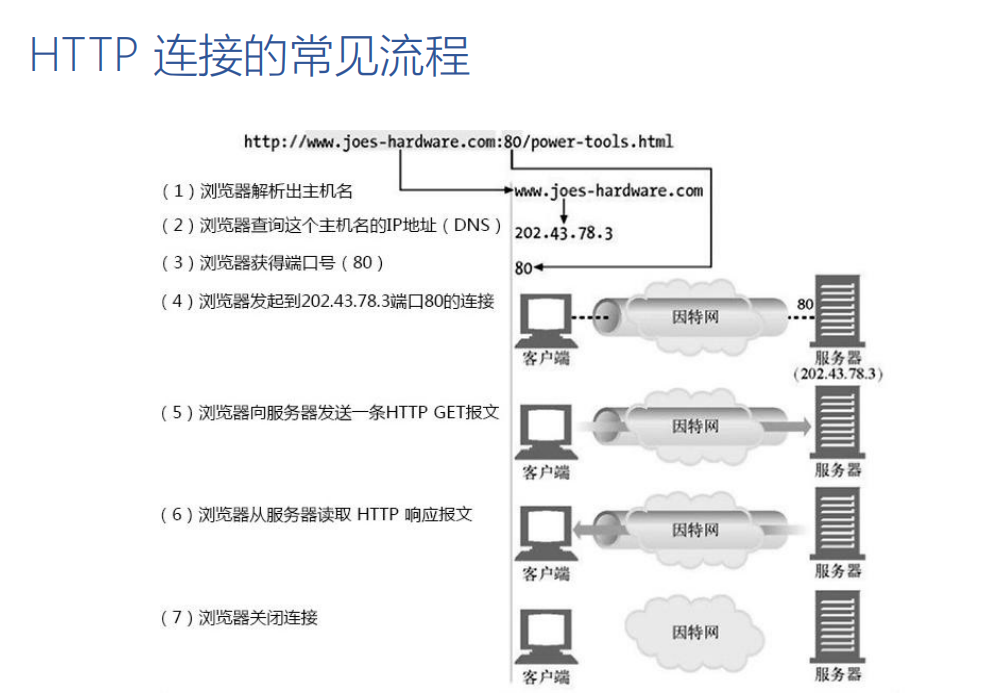 HTTP 连接的常见流程
http://www.joes-hardware.com:80/power-tools.html
（1）浏览器解析出主机名
www.joes-hardware.com
（2）浏览器查询这个主机名的IP地址（DNS）
202.43.78.3
（3）浏览器获得端口号（80）
80
（4）浏览器发起到202.43.78.3端口80的连接
因特网
80
客户端
服务器
(202.43.78.3)
（5）浏览器向服务器发送一条HTTP GET报文
因特网
客户端
服务器
（6）浏览器从服务器读取 HTTP 响应报文
因特网
客户端
服务器
（7）浏览器关闭连接
因特网
客户端
服务器